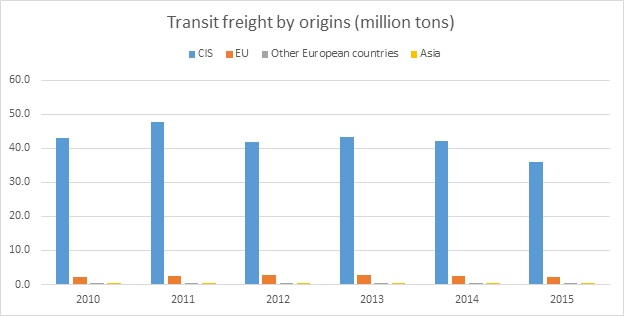 Transit freight by origins (million tons)
CIS EU Other European countries Asia
60.0
50.0
40.0
30.0
20.0
10.0
0.0
2010 2011 2012 2013 2014 2015